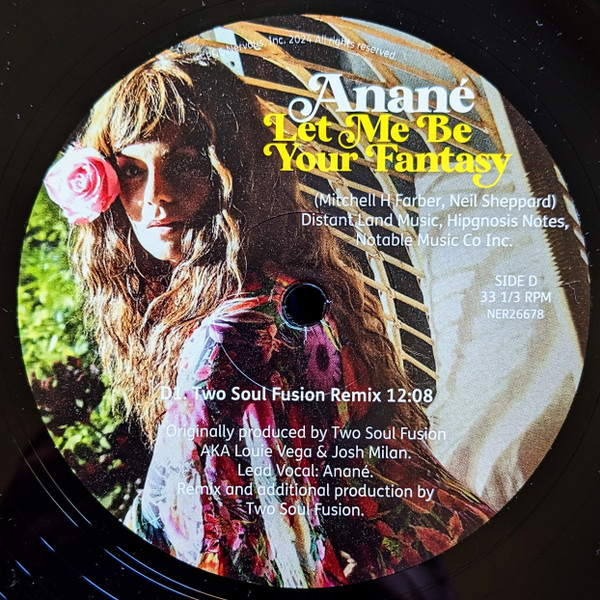 Nervous, Inc. 2024 All rights reserved.
Anané
Let Me Be
Your Fantasy
(Mitchell H Farber, Neil Sheppard)
Distant Land Music, Hipgnosis Notes,
Notable Music Co Inc.
SIDE D
33 1/3 RPM
NER26678
D1. Two Soul Fusion Remix 12:08
Originally produced by Two Soul Fusion
AKA Louie Vega & Josh Milan.
Lead Vocal: Anané.
Remix and additional production by
Two Soul Fusion.